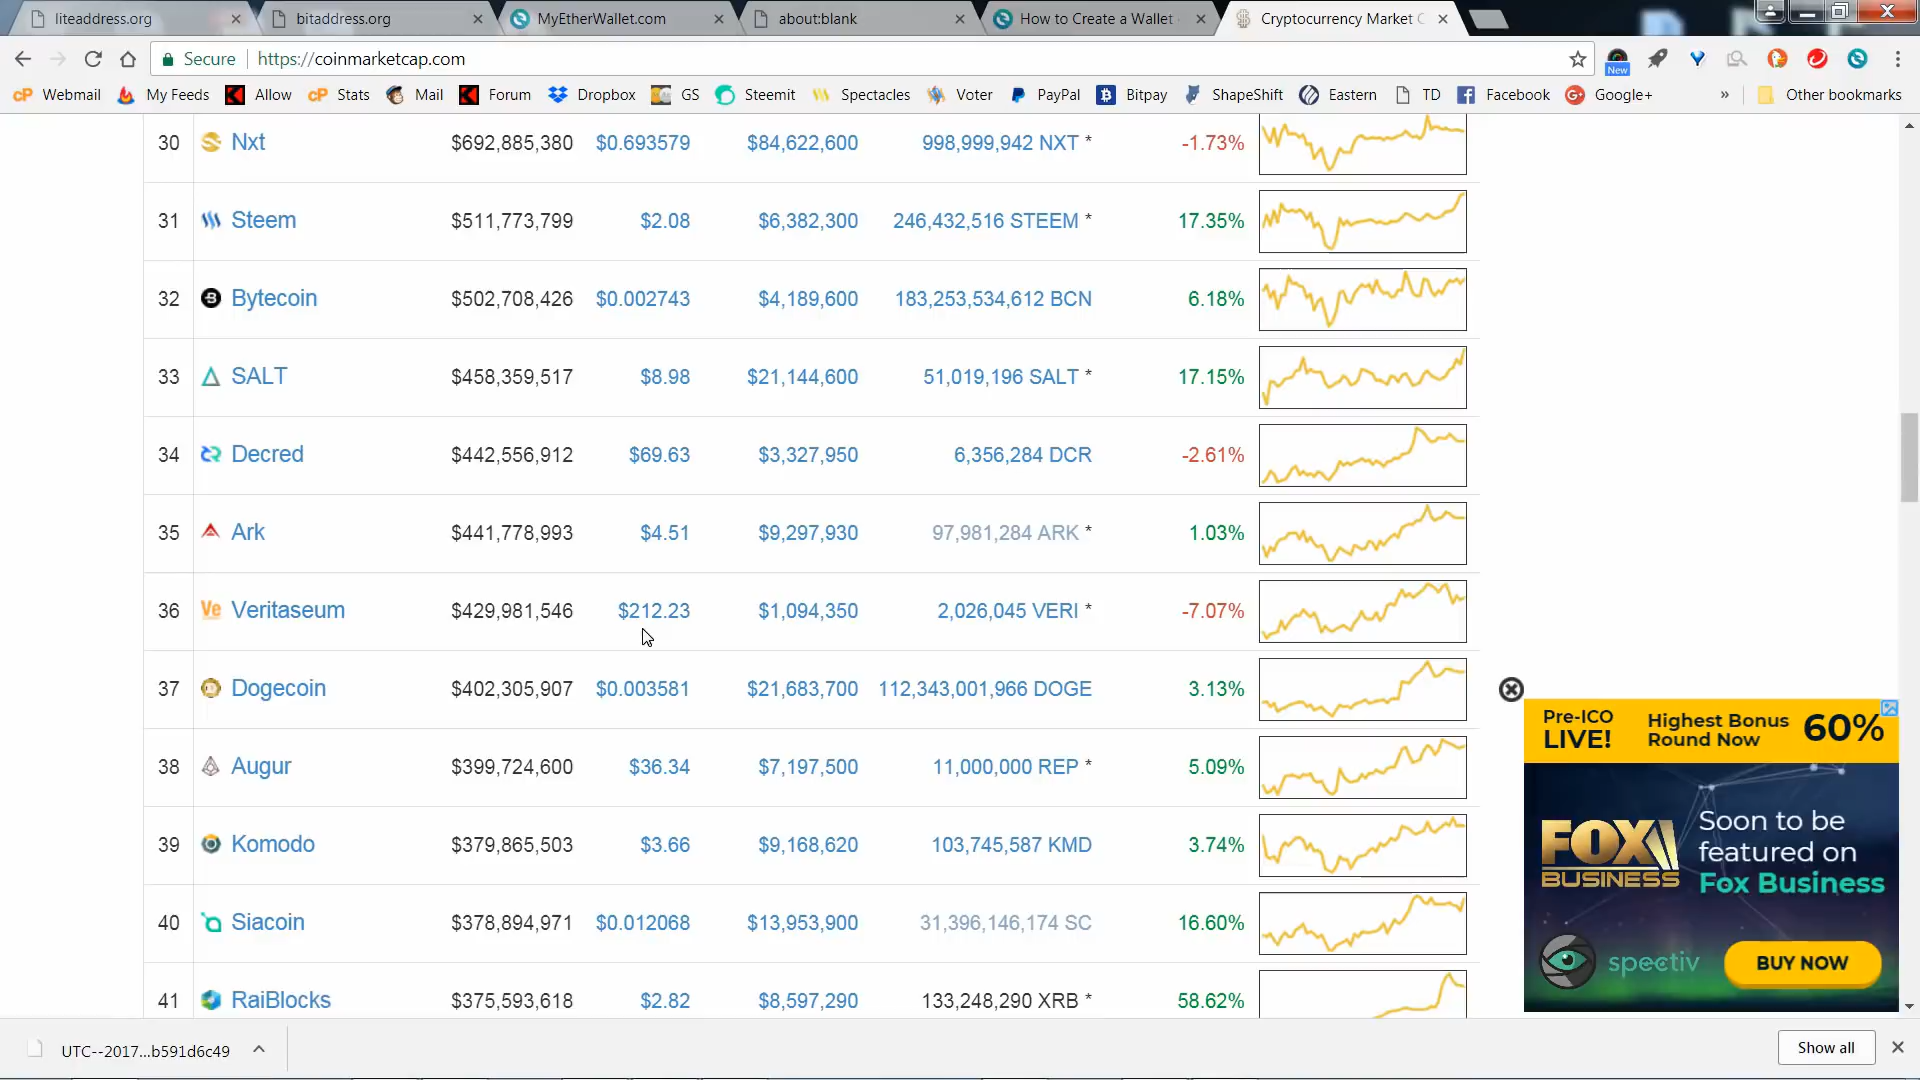 liteaddress.org bitaddress.org MyEtherWallet.com about:blank How to Create a Wallet Cryptocurrency Market C
Secure https://coinmarketcap.com New
Webmail My Feeds Allow Stats Mail Forum Dropbox GS Steemit Spectacles Voter PayPal Bitpay ShapeShift Eastern TD Facebook Google+ » Other bookmarks
30 Nxt $692,885,380 $0.693579 $84,622,600 998,999,942 NXT * -1.73%
31 Steem $511,773,799 $2.08 $6,382,300 246,432,516 STEEM * 17.35%
32 Bytecoin $502,708,426 $0.002743 $4,189,600 183,253,534,612 BCN 6.18%
33 SALT $458,359,517 $8.98 $21,144,600 51,019,196 SALT * 17.15%
34 Decred $442,556,912 $69.63 $3,327,950 6,356,284 DCR -2.61%
35 Ark $441,778,993 $4.51 $9,297,930 97,981,284 ARK * 1.03%
36 Ve Veritaseum $429,981,546 $212.23 $1,094,350 2,026,045 VERI * -7.07%
37 Dogecoin $402,305,907 $0.003581 $21,683,700 112,343,001,966 DOGE 3.13%
38 Augur $399,724,600 $36.34 $7,197,500 11,000,000 REP * 5.09%
39 Komodo $379,865,503 $3.66 $9,168,620 103,745,587 KMD 3.74%
40 Siacoin $378,894,971 $0.012068 $13,953,900 31,396,146,174 SC 16.60%
41 RaiBlocks $375,593,618 $2.82 $8,597,290 133,248,290 XRB * 58.62%
Pre-ICO LIVE!
Highest Bonus Round Now 60%
FOX BUSINESS
Soon to be
featured on
Fox Business
spectiv BUY NOW
UTC--2017...b591d6c49 Show all